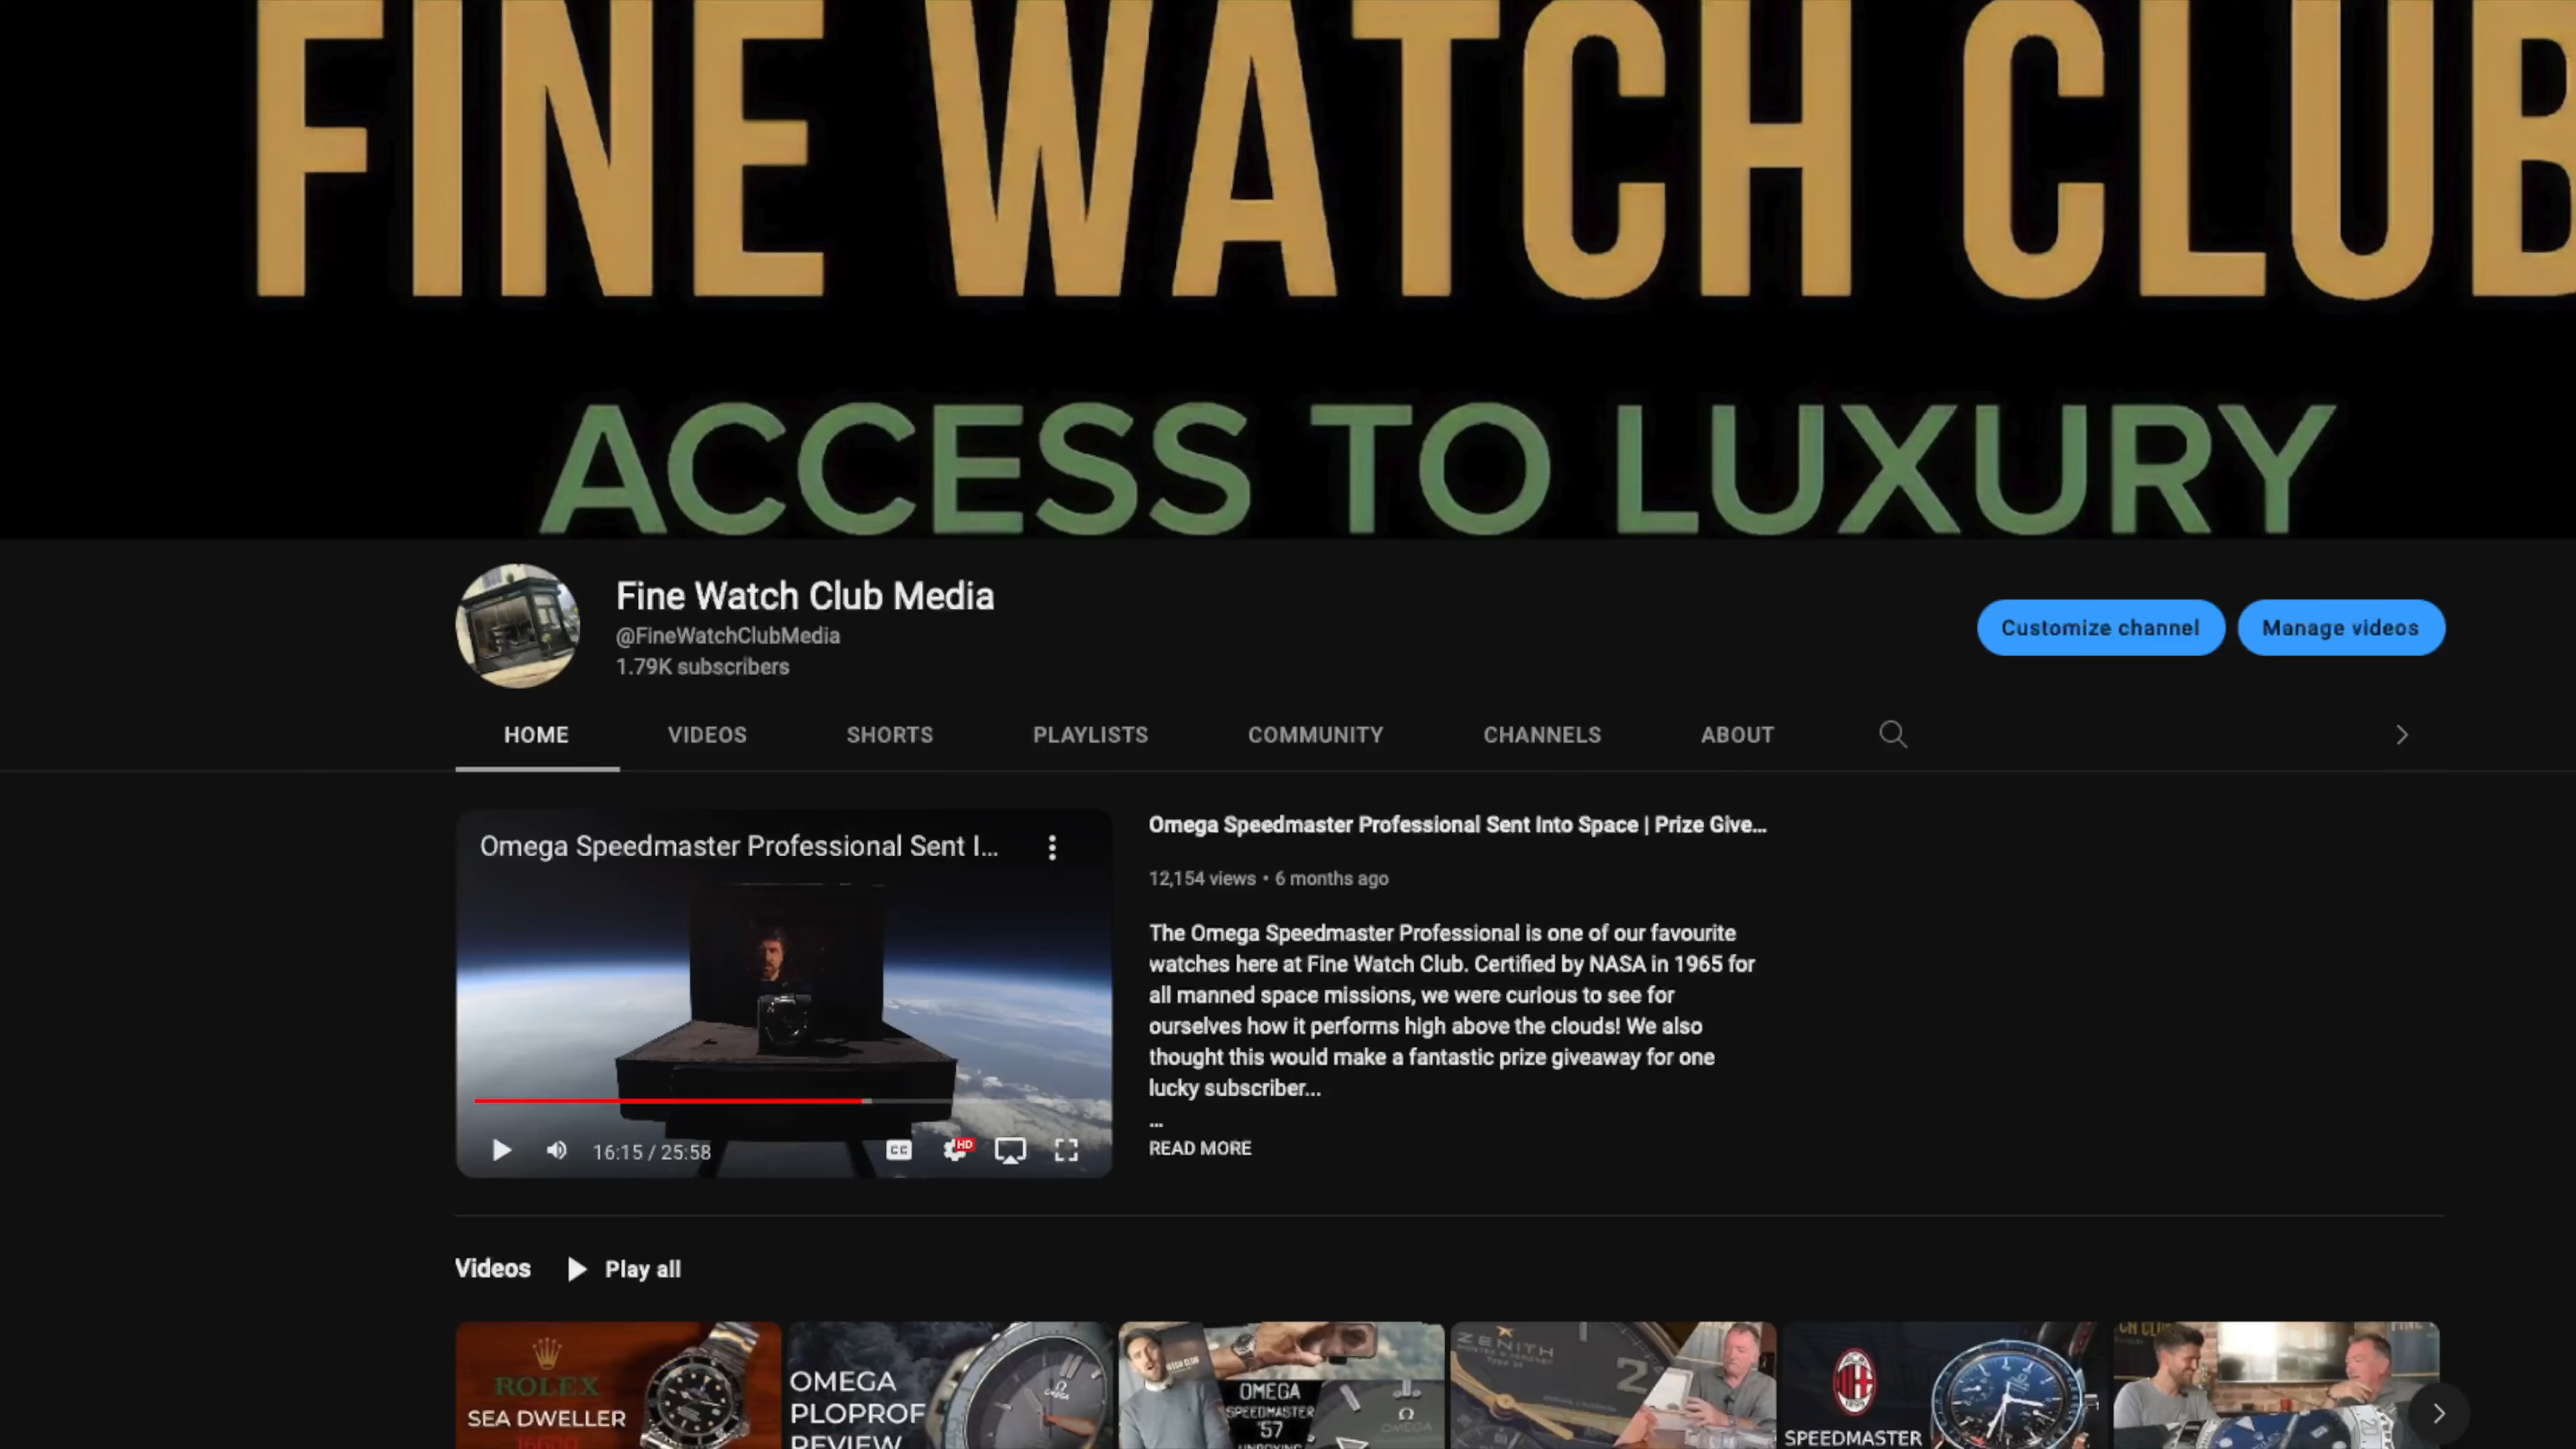 FINE WATCH CLUB
ACCESS TO LUXURY
Fine Watch Club Media
@FineWatchClubMedia
1.79K subscribers
Customize channel
Manage videos
HOME
VIDEOS
SHORTS
PLAYLISTS
COMMUNITY
CHANNELS
ABOUT
Omega Speedmaster Professional Sent I...
16:15 / 25:58
CC
HD
Omega Speedmaster Professional Sent Into Space | Prize Give...
12,154 views • 6 months ago
The Omega Speedmaster Professional is one of our favourite
watches here at Fine Watch Club. Certified by NASA in 1965 for
all manned space missions, we were curious to see for
ourselves how it performs high above the clouds! We also
thought this would make a fantastic prize giveaway for one
lucky subscriber...
...
READ MORE
Videos
Play all
ROLEX
SEA DWELLER
16600
OMEGA
PLOPROF
REVIEW
OMEGA
SPEEDMASTER
'57
UNBOXING
OMEGA
ZENITH
2
SPEEDMASTER